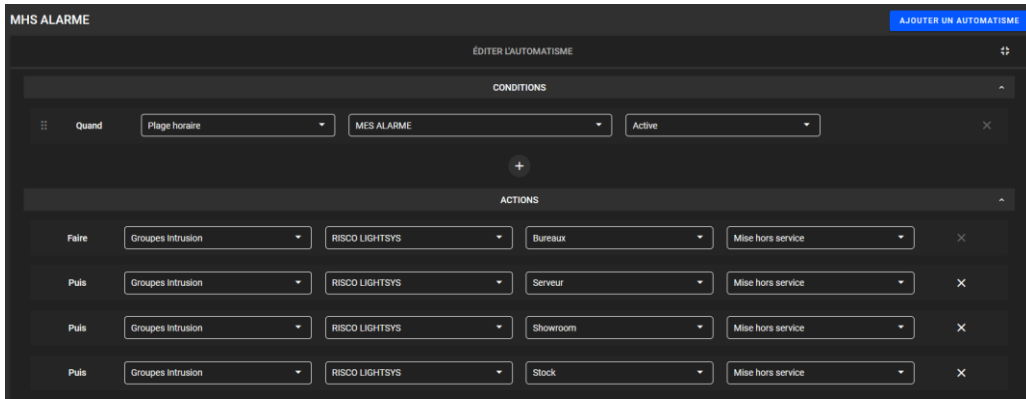 MHS ALARME
AJOUTER UN AUTOMATISME
ÉDITER L'AUTOMATISME
CONDITIONS
Quand Plage horaire MES ALARME Active
+
ACTIONS
Faire Groupes Intrusion RISCO LIGHTSYS Bureaux Mise hors service
Puis Groupes Intrusion RISCO LIGHTSYS Serveur Mise hors service
Puis Groupes Intrusion RISCO LIGHTSYS Showroom Mise hors service
Puis Groupes Intrusion RISCO LIGHTSYS Stock Mise hors service